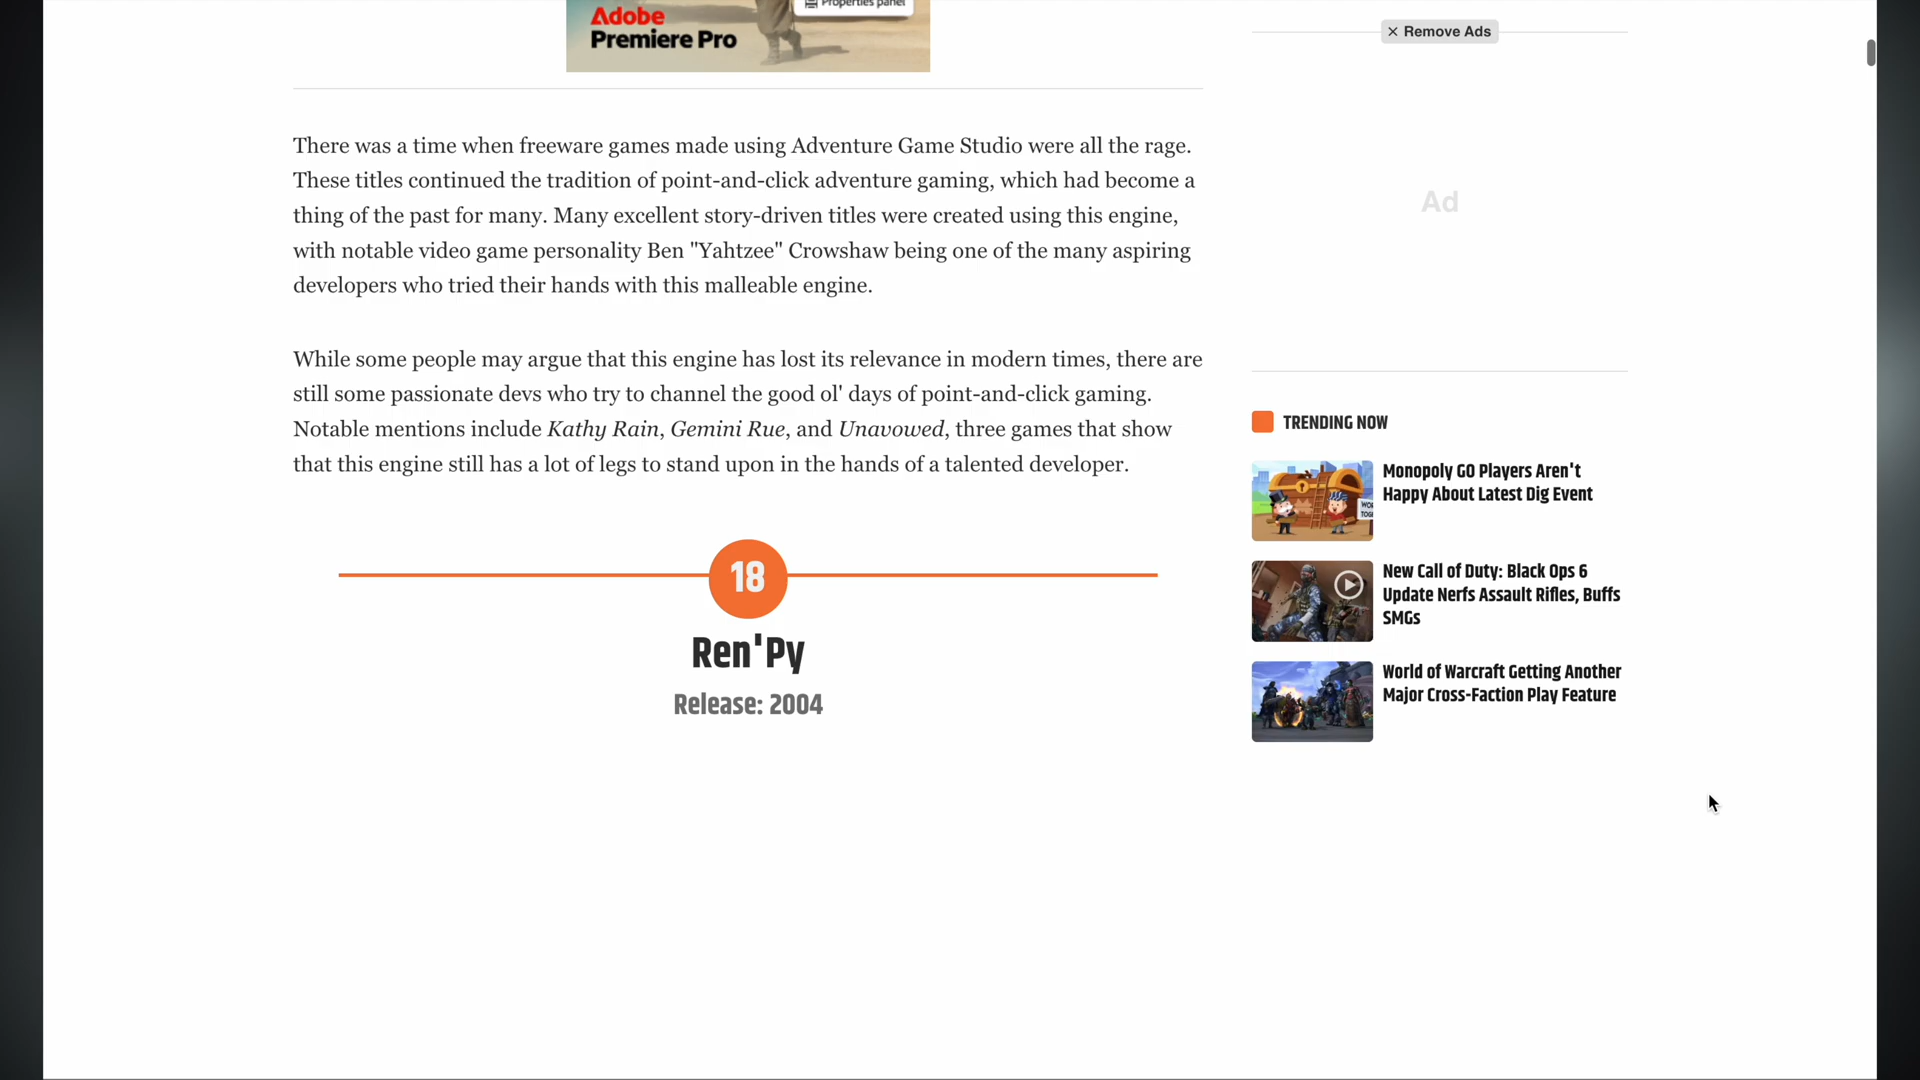 Properties panel
Adobe
Premiere Pro
There was a time when freeware games made using Adventure Game Studio were all the rage.
These titles continued the tradition of point-and-click adventure gaming, which had become a
thing of the past for many. Many excellent story-driven titles were created using this engine,
with notable video game personality Ben "Yahtzee" Crowshaw being one of the many aspiring
developers who tried their hands with this malleable engine.
While some people may argue that this engine has lost its relevance in modern times, there are
still some passionate devs who try to channel the good ol' days of point-and-click gaming.
Notable mentions include Kathy Rain, Gemini Rue, and Unavowed, three games that show
that this engine still has a lot of legs to stand upon in the hands of a talented developer.
18
Ren'Py
Release: 2004
× Remove Ads
Ad
TRENDING NOW
Monopoly GO Players Aren't
Happy About Latest Dig Event
New Call of Duty: Black Ops 6
Update Nerfs Assault Rifles, Buffs
SMGs
World of Warcraft Getting Another
Major Cross-Faction Play Feature